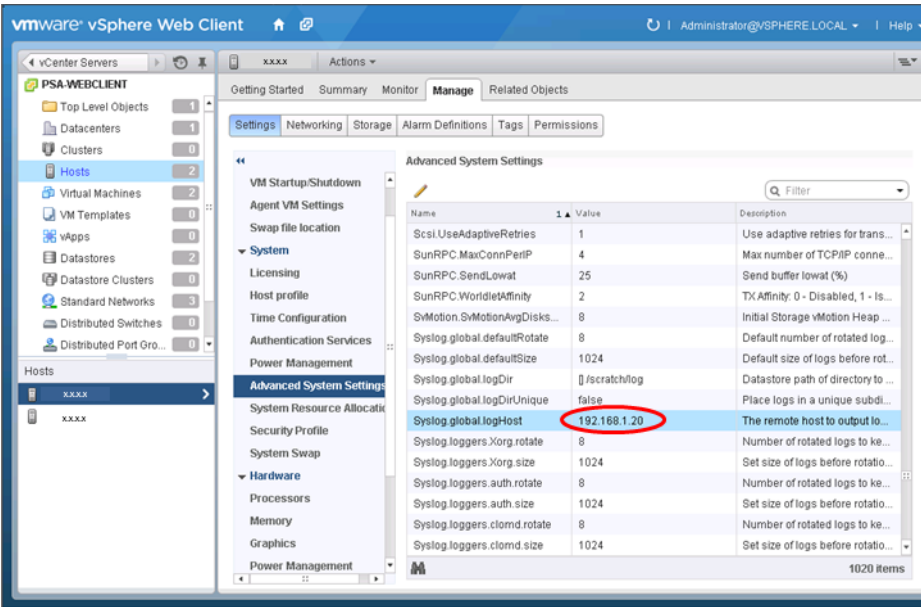 vmware® vSphere Web Client
Administrator@VSPHERE.LOCAL
Help
vCenter Servers
xxxx
Actions
PSA-WEBCLIENT
Top Level Objects 1
Datacenters 1
Clusters 0
Hosts 2
Virtual Machines 2
VM Templates 0
vApps 0
Datastores 2
Datastore Clusters 0
Standard Networks 3
Distributed Switches 0
Distributed Port Gro... 0
Hosts
xxxx
xxxx
Getting Started Summary Monitor Manage Related Objects
Settings Networking Storage Alarm Definitions Tags Permissions
VM Startup/Shutdown
Agent VM Settings
Swap file location
System
Licensing
Host profile
Time Configuration
Authentication Services
Power Management
Advanced System Settings
System Resource Allocatic
Security Profile
System Swap
Hardware
Processors
Memory
Graphics
Power Management
Advanced System Settings
Filter
Name 1 Value Description
Scsi.UseAdaptiveRetries 1 Use adaptive retries for trans...
SunRPC.MaxConnPerIP 4 Max number of TCP/IP conne...
SunRPC.SendLowat 25 Send buffer lowat (%)
SunRPC.WorldletAffinity 2 TX Affinity: 0 - Disabled, 1 - Is...
SvMotion.SvMotionAvgDisks... 8 Initial Storage vMotion Heap ...
Syslog.global.defaultRotate 8 Default number of rotated log...
Syslog.global.defaultSize 1024 Default size of logs before rot...
Syslog.global.logDir [] /scratch/log Datastore path of directory to ...
Syslog.global.logDirUnique false Place logs in a unique subdi...
Syslog.global.logHost 192.168.1.20 The remote host to output lo...
Syslog.loggers.Xorg.rotate 8 Number of rotated logs to ke...
Syslog.loggers.Xorg.size 1024 Set size of logs before rotatio...
Syslog.loggers.auth.rotate 8 Number of rotated logs to ke...
Syslog.loggers.auth.size 1024 Set size of logs before rotatio...
Syslog.loggers.clomd.rotate 8 Number of rotated logs to ke...
Syslog.loggers.clomd.size 1024 Set size of logs before rotatio...
1020 items